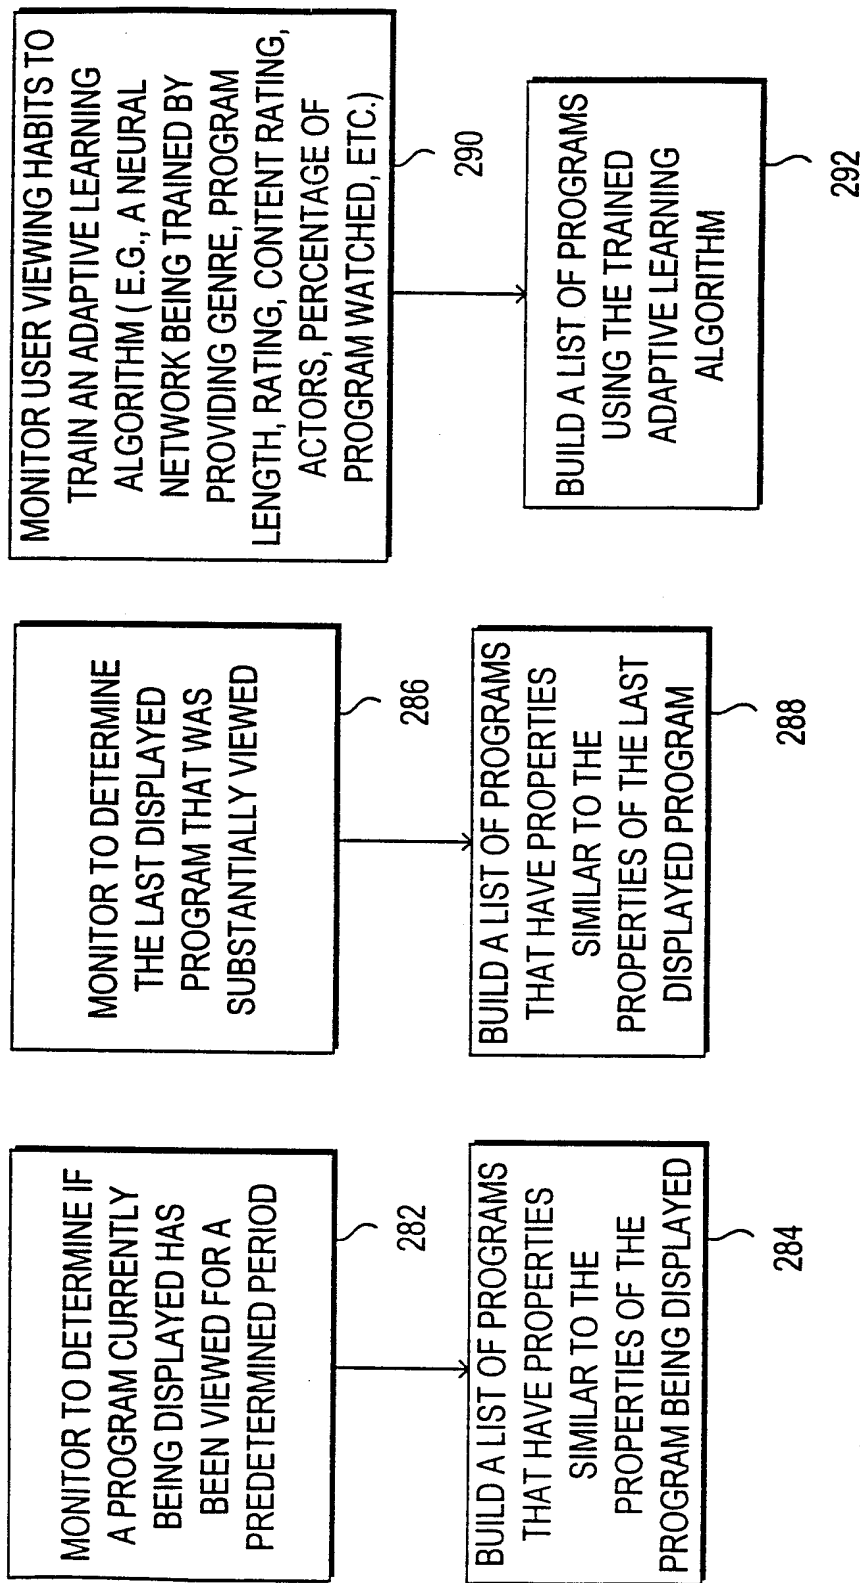 MONITOR TO DETERMINE IF
A PROGRAM CURRENTLY
BEING DISPLAYED HAS
BEEN VIEWED FOR A
PREDETERMINED PERIOD
282
BUILD A LIST OF PROGRAMS
THAT HAVE PROPERTIES
SIMILAR TO THE
PROPERTIES OF THE
PROGRAM BEING DISPLAYED
284
MONITOR TO DETERMINE
THE LAST DISPLAYED
PROGRAM THAT WAS
SUBSTANTIALLY VIEWED
286
BUILD A LIST OF PROGRAMS
THAT HAVE PROPERTIES
SIMILAR TO THE
PROPERTIES OF THE LAST
DISPLAYED PROGRAM
288
MONITOR USER VIEWING HABITS TO
TRAIN AN ADAPTIVE LEARNING
ALGORITHM ( E.G., A NEURAL
NETWORK BEING TRAINED BY
PROVIDING GENRE, PROGRAM
LENGTH, RATING, CONTENT RATING,
ACTORS, PERCENTAGE OF
PROGRAM WATCHED, ETC.)
290
BUILD A LIST OF PROGRAMS
USING THE TRAINED
ADAPTIVE LEARNING
ALGORITHM
292